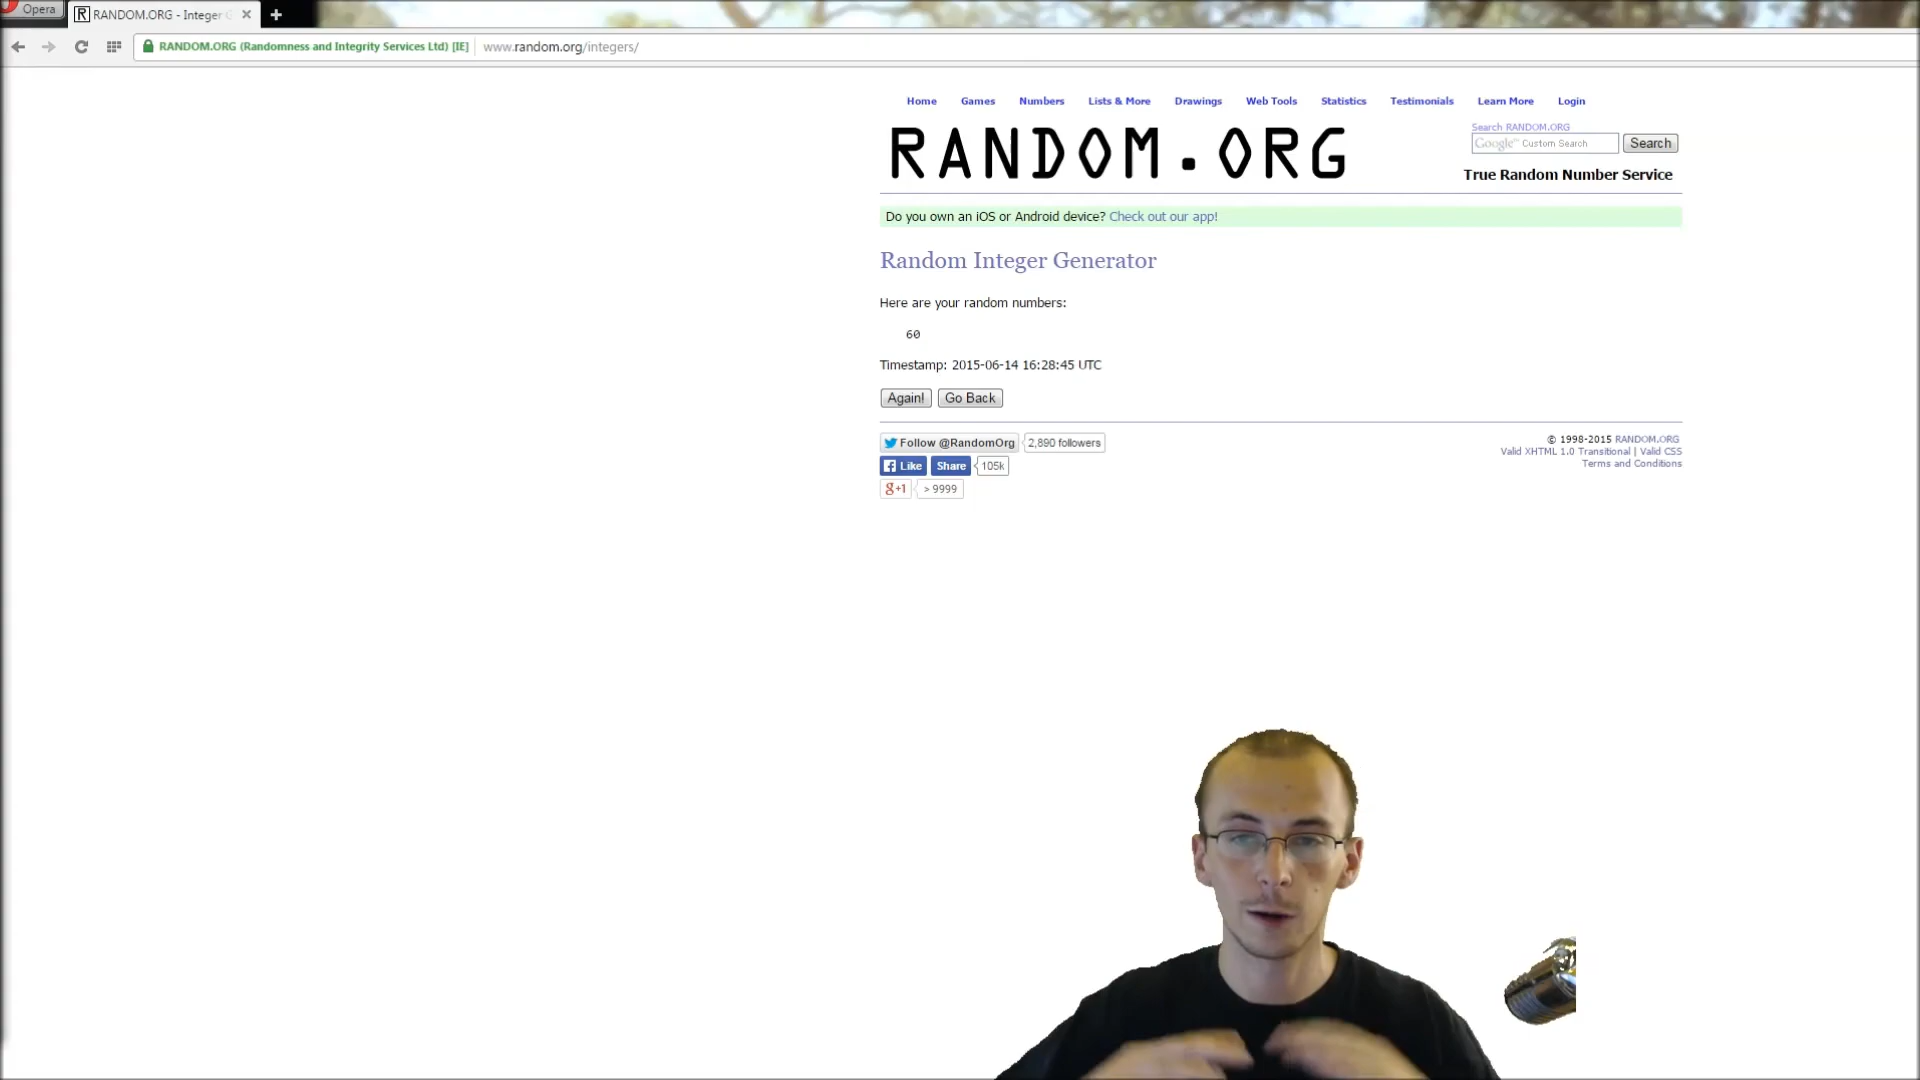 Opera
RANDOM.ORG - Integer G
RANDOM.ORG (Randomness and Integrity Services Ltd) [IE]
www.random.org/integers/
Home Games Numbers Lists & More Drawings Web Tools Statistics Testimonials Learn More Login
RANDOM.ORG
Search RANDOM.ORG
Google™ Custom Search
Search
True Random Number Service
Do you own an iOS or Android device? Check out our app!
Random Integer Generator
Here are your random numbers:
60
Timestamp: 2015-06-14 16:28:45 UTC
Again! Go Back
Follow @RandomOrg 2,890 followers
Like Share 105k
g+1 > 9999
© 1998-2015 RANDOM.ORG
Valid XHTML 1.0 Transitional | Valid CSS
Terms and Conditions